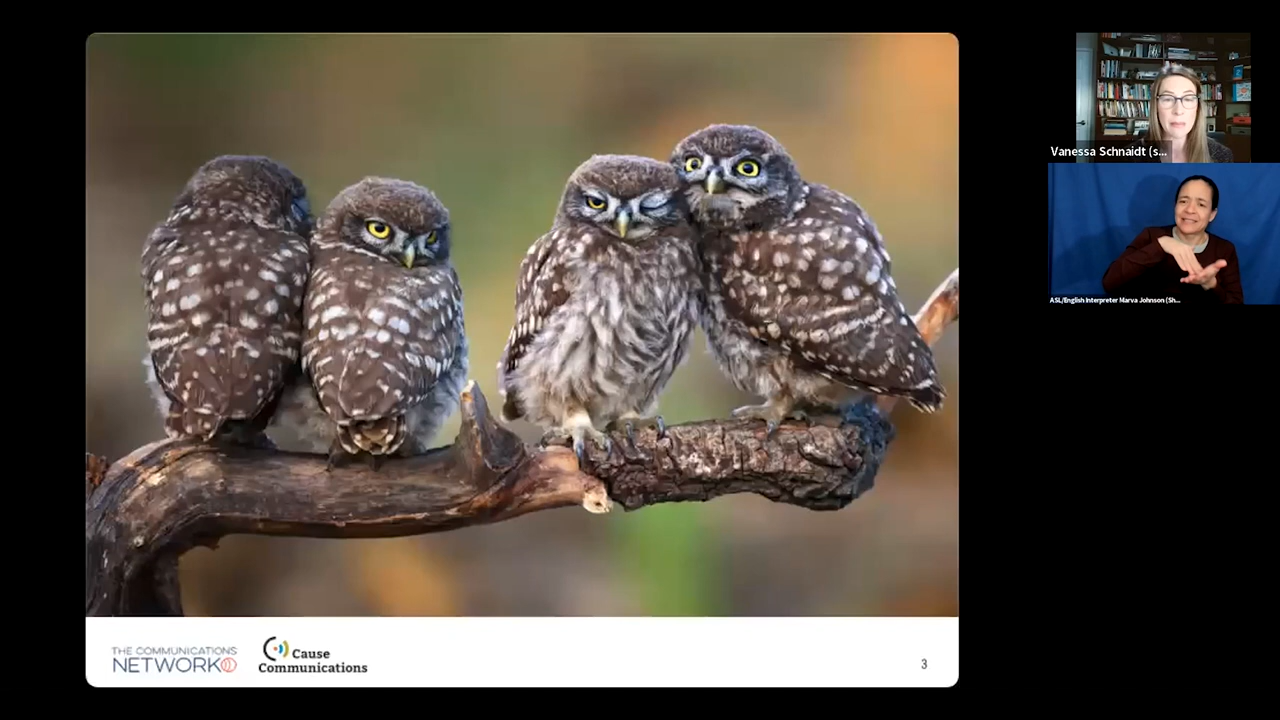 Vanessa Schnaidt (s...
ASL/English Interpreter Marva Johnson (Sh...
THE COMMUNICATIONS
NETWORK
Cause
Communications
3